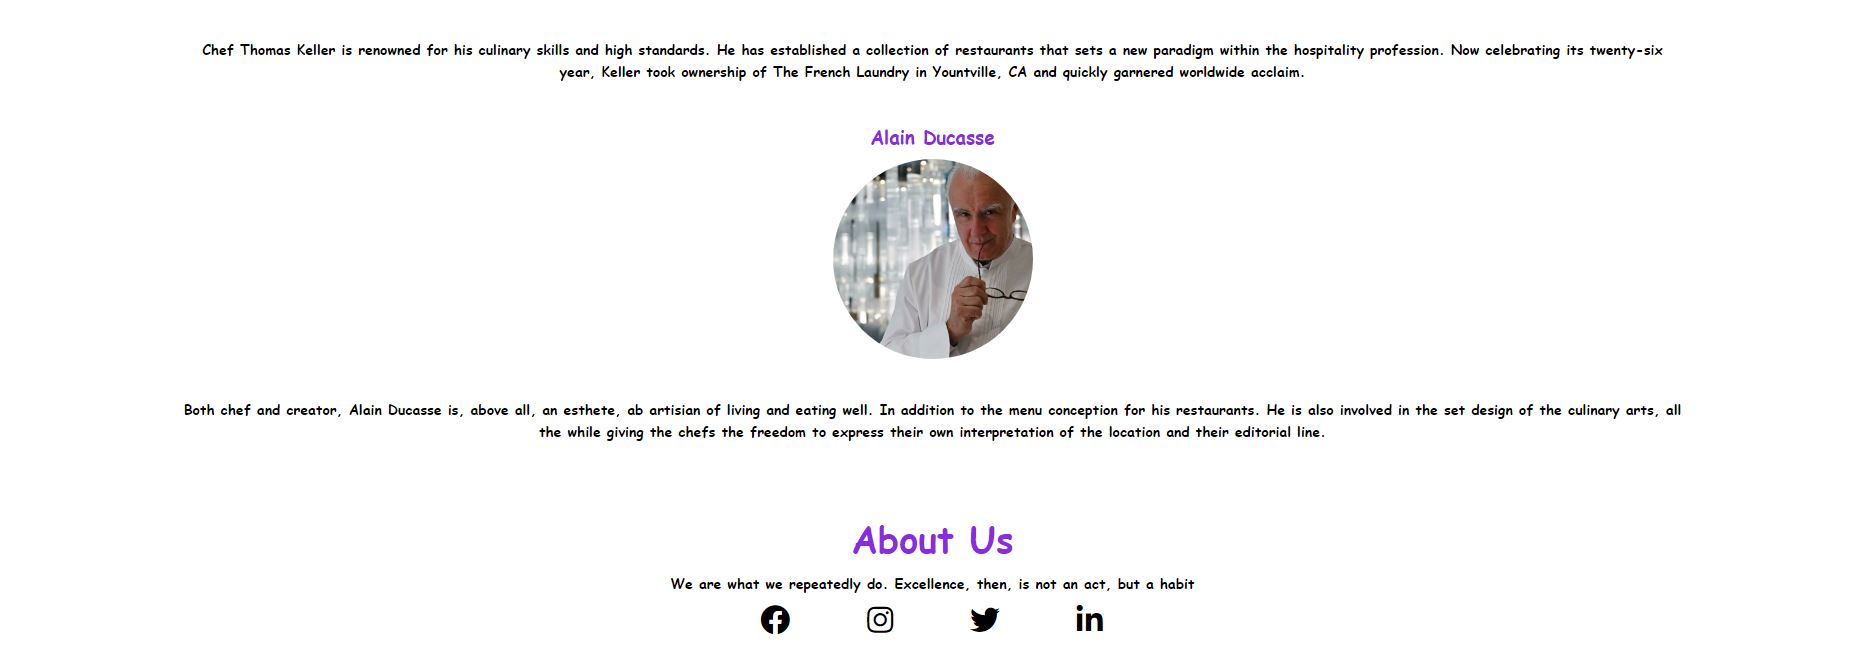 Chef Thomas Keller is renowned for his culinary skills and high standards. He has established a collection of restaurants that sets a new paradigm within the hospitality profession. Now celebrating its twenty-six
year, Keller took ownership of The French Laundry in Yountville, CA and quickly garnered worldwide acclaim.
Alain Ducasse
Both chef and creator, Alain Ducasse is, above all, an esthete, ab artisian of living and eating well. In addition to the menu conception for his restaurants. He is also involved in the set design of the culinary arts, all
the while giving the chefs the freedom to express their own interpretation of the location and their editorial line.
About Us
We are what we repeatedly do. Excellence, then, is not an act, but a habit